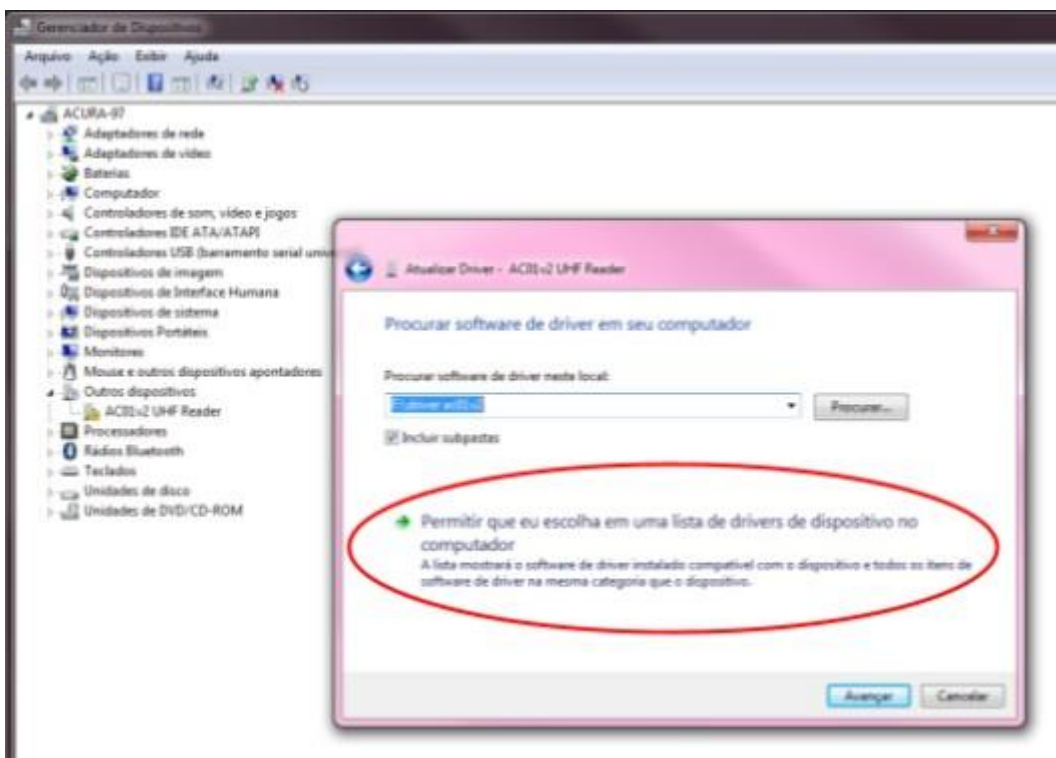 Gerenciador de Dispositivos
Arquivo Ação Exibir Ajuda
ACURA-97
Adaptadores de rede
Adaptadores de vídeo
Baterias
Computador
Controladores de som, vídeo e jogos
Controladores IDE ATA/ATAPI
Controladores USB (barramento serial univer
Dispositivos de imagem
Dispositivos de Interface Humana
Dispositivos de sistema
Dispositivos Portáteis
Monitores
Mouse e outros dispositivos apontadores
Outros dispositivos
AC01v2 UHF Reader
Processadores
Rádios Bluetooth
Teclados
Unidades de disco
Unidades de DVD/CD-ROM
Atualizar Driver - AC01v2 UHF Reader
Procurar software de driver em seu computador
Procurar software de driver neste local:
Procurar...
Incluir subpastas
Permitir que eu escolha em uma lista de drivers de dispositivo no
computador
A lista mostrará o software de driver instalado compatível com o dispositivo e todos os itens de
software de driver na mesma categoria que o dispositivo.
Avançar Cancelar